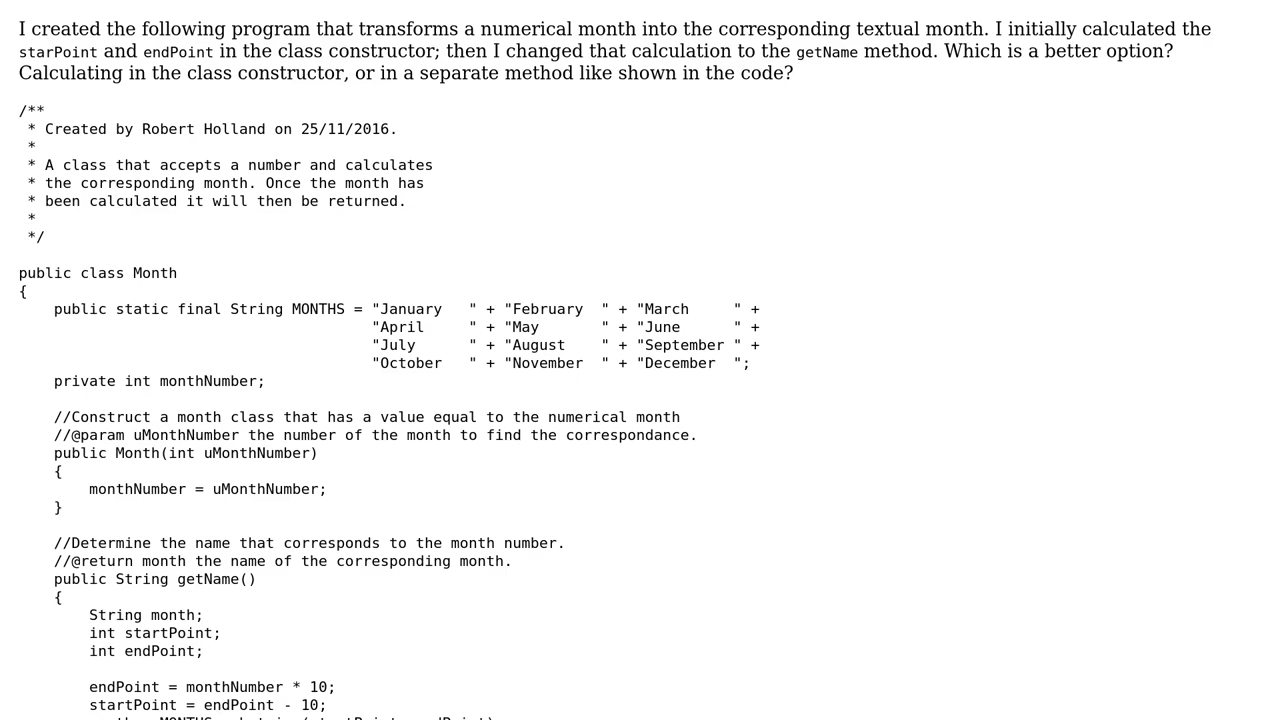 I created the following program that transforms a numerical month into the corresponding textual month. I initially calculated the
starPoint and endPoint in the class constructor; then I changed that calculation to the getName method. Which is a better option?
Calculating in the class constructor, or in a separate method like shown in the code?
/**
 * Created by Robert Holland on 25/11/2016.
 *
 * A class that accepts a number and calculates
 * the corresponding month. Once the month has
 * been calculated it will then be returned.
 *
 */
public class Month
{
    public static final String MONTHS = "January   " + "February  " + "March     " +
                                        "April     " + "May       " + "June      " +
                                        "July      " + "August    " + "September " +
                                        "October   " + "November  " + "December  ";
    private int monthNumber;
    //Construct a month class that has a value equal to the numerical month
    //@param uMonthNumber the number of the month to find the correspondance.
    public Month(int uMonthNumber)
    {
        monthNumber = uMonthNumber;
    }
    //Determine the name that corresponds to the month number.
    //@return month the name of the corresponding month.
    public String getName()
    {
        String month;
        int startPoint;
        int endPoint;
        endPoint = monthNumber * 10;
        startPoint = endPoint - 10;